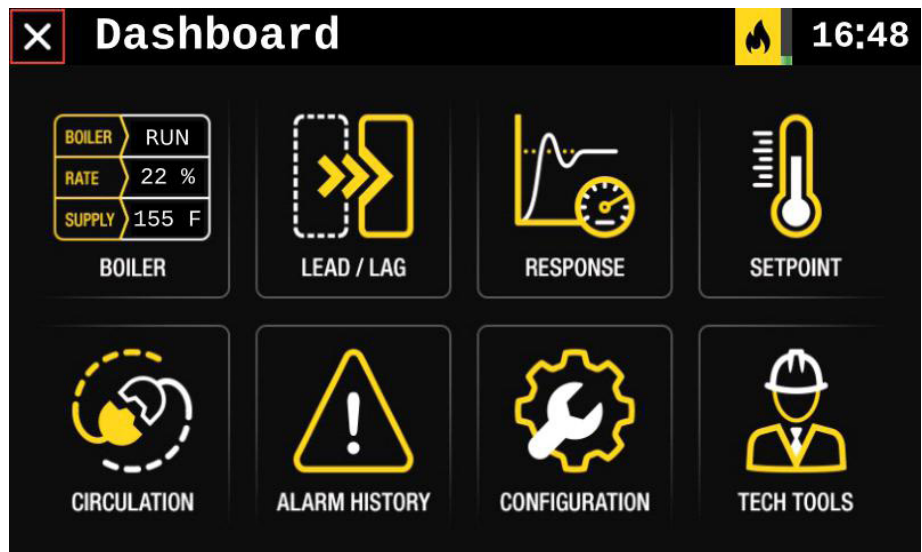 Dashboard 16:48
BOILER RUN
RATE 22 %
SUPPLY 155 F
BOILER LEAD / LAG RESPONSE SETPOINT
CIRCULATION ALARM HISTORY CONFIGURATION TECH TOOLS